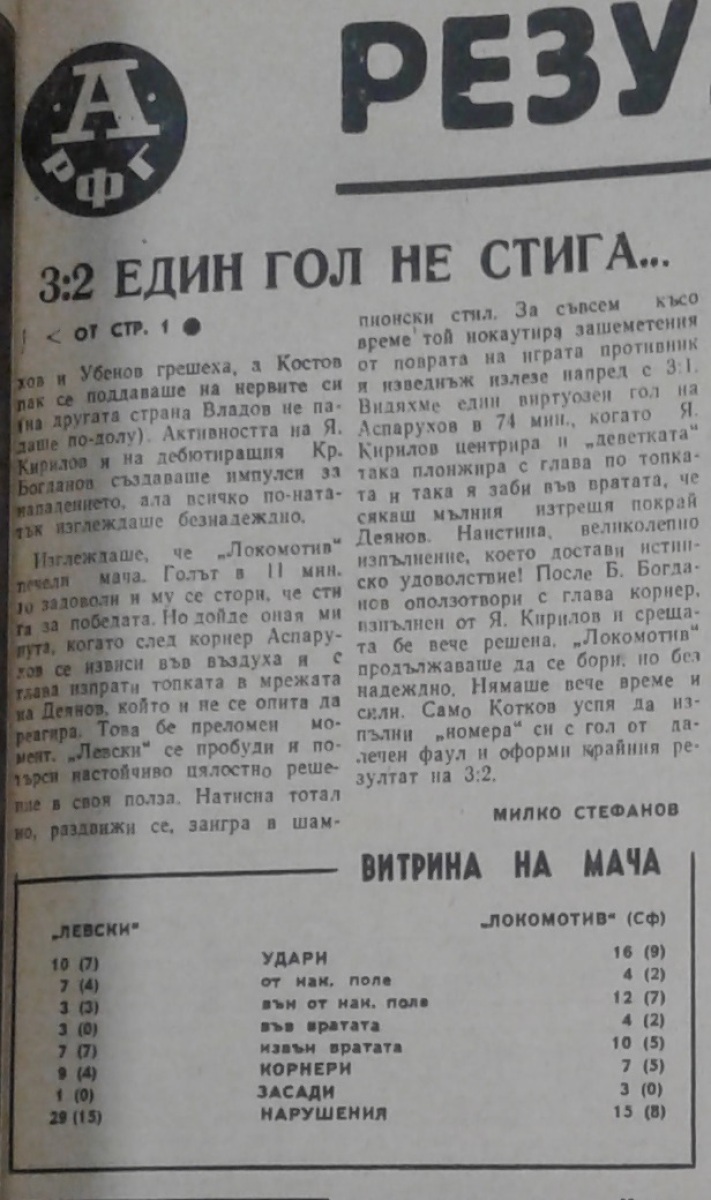 А
РФГ
РЕЗУ
3:2 ЕДИН ГОЛ НЕ СТИГА...
< ОТ СТР. 1 ●
хов и Убенов грешеха, а Костов
пак се поддаваше на нервите си
(на другата страна Владов не па-
даше по-долу). Активността на Я.
Кирилов и на дебютиращия Кр.
Богданов създаваше импулси за
нападението, ала всичко по-ната-
тък изглеждаше безнадеждно.
Изглеждаше, че „Локомотив"
печели мача. Голът в 11 мин.
го задоволи и му се стори, че сти
га за победата. Но дойде оная ми
нута, когато след корнер Аспару-
хов се извиси във въздуха и с
глава изпрати топката в мрежата
на Деянов, който и не се опита да
реагира. Това бе преломен мо-
мент. „Левски" се пробуди и по-
търси настойчиво цялостно реше-
ние в своя полза. Натисна тотал
но, раздвижи се, заигра в шам-
пионски стил. За съвсем късо
време той нокаутира зашеметения
от поврата на играта противник
и изведнъж излезе напред с 3:1.
Видяхме един виртуозен гол на
Аспарухов в 74 мин., когато Я.
Кирилов центрира и „деветката"
така плонжира с глава по топка-
та и така я заби във вратата, че
сякаш мълния изтрещя покрай
Деянов. Наистина, великолепно
изпълнение, което достави истин-
ско удоволствие! После Б. Богда-
нов оползотвори с глава корнер,
изпълнен от Я. Кирилов и среща-
та бе вече решена. „Локомотив"
продължаваше да се бори, но без
надеждно. Нямаше вече време и
сили. Само Котков успя да из-
пълни „номера" си с гол от да-
лечен фаул и оформи крайния ре-
зултат на 3:2.
МИЛКО СТЕФАНОВ
ВИТРИНА НА МАЧА
„ЛЕВСКИ" „ЛОКОМОТИВ" (Сф)
10 (7) УДАРИ 16 (9)
7 (4) от нак. поле 4 (2)
3 (3) вън от нак. поле 12 (7)
3 (0) във вратата 4 (2)
7 (7) извън вратата 10 (5)
9 (4) КОРНЕРИ 7 (5)
1 (0) ЗАСАДИ 3 (0)
29 (15) НАРУШЕНИЯ 15 (8)